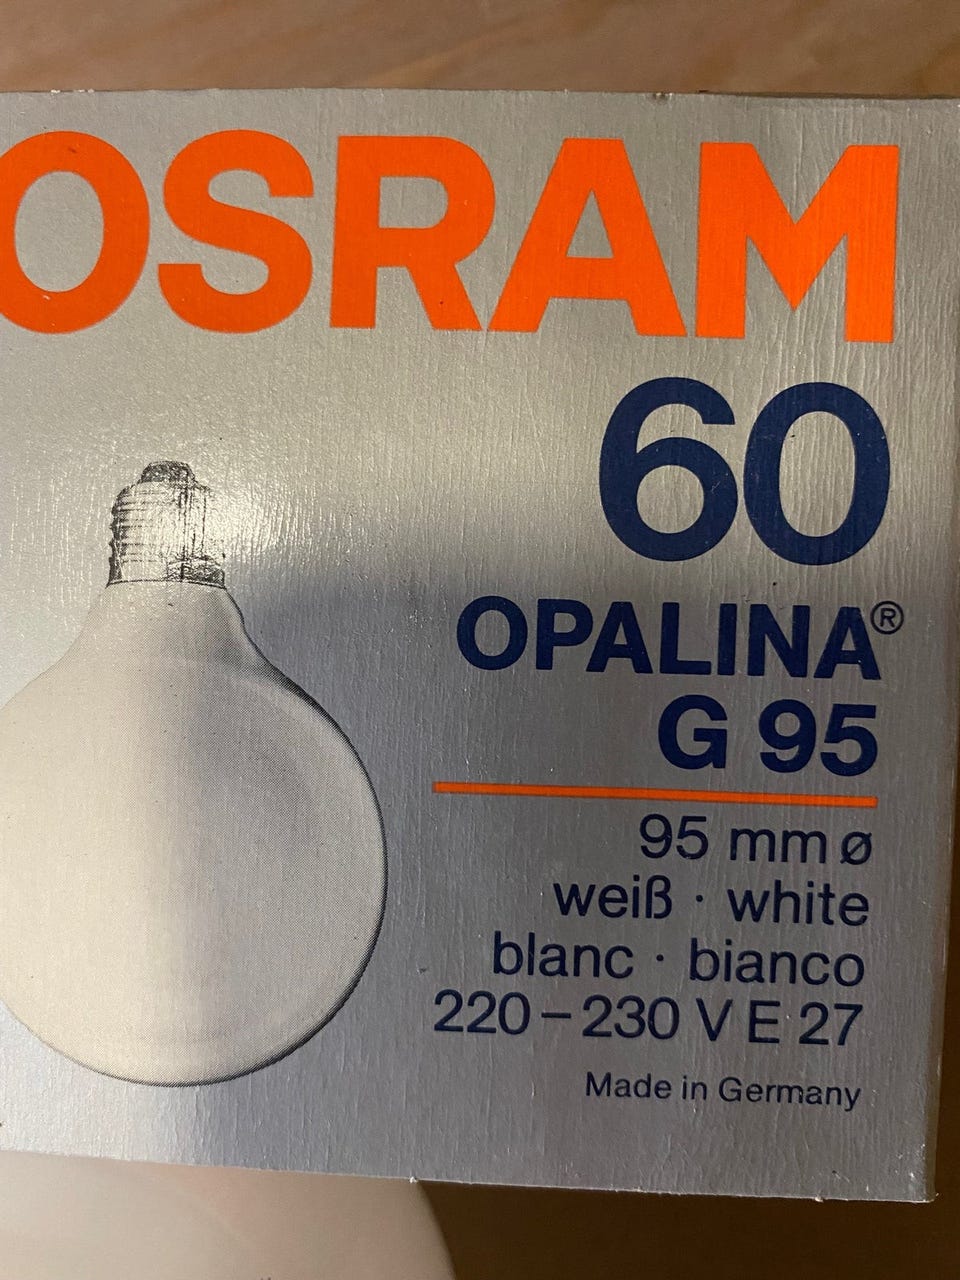 OSRAM
60
OPALINA®
G 95
95 mm ø
weiß · white
blanc · bianco
220–230 V E 27
Made in Germany